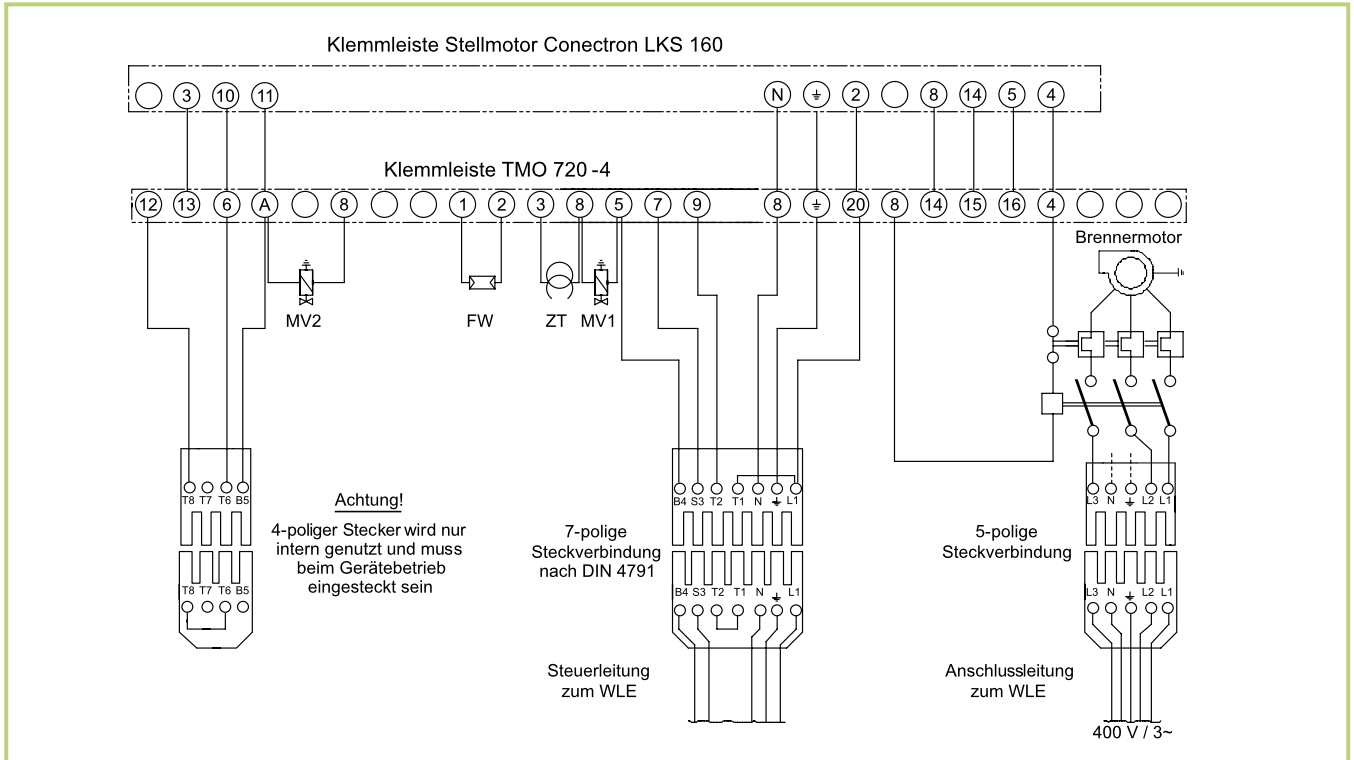 Klemmleiste Stellmotor Conectron LKS 160
3 10 11 N 2 8 14 5 4
Klemmleiste TMO 720 -4
12 13 6 A 8 1 2 3 8 5 7 9 8 20 8 14 15 16 4
Brennermotor
MV2 FW ZT MV1
T8 T7 T6 B5
B4 S3 T2 T1 N L1
L3 N L2 L1
Achtung!
4-poliger Stecker wird nur
intern genutzt und muss
beim Gerätebetrieb
eingesteckt sein
7-polige
Steckverbindung
nach DIN 4791
5-polige
Steckverbindung
T8 T7 T6 B5
B4 S3 T2 T1 N L1
L3 N L2 L1
Steuerleitung
zum WLE
Anschlussleitung
zum WLE
400 V / 3~